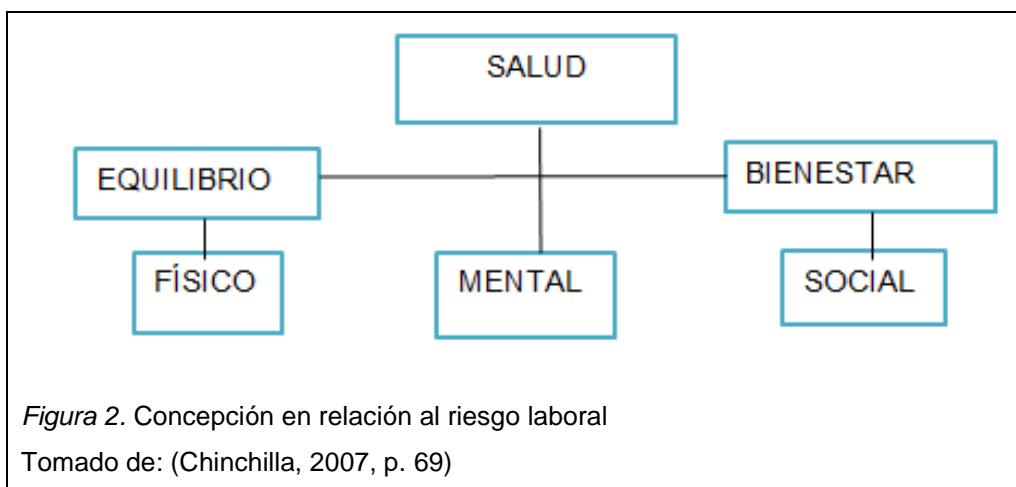 SALUD
EQUILIBRIO
BIENESTAR
FÍSICO
MENTAL
SOCIAL
Figura 2. Concepción en relación al riesgo laboral
Tomado de: (Chinchilla, 2007, p. 69)